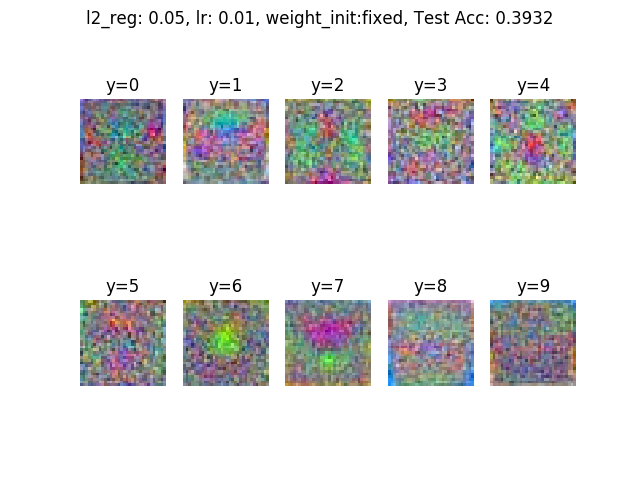 l2_reg: 0.05, lr: 0.01, weight_init:fixed, Test Acc: 0.3932
y=0 y=1 y=2 y=3 y=4
y=5 y=6 y=7 y=8 y=9